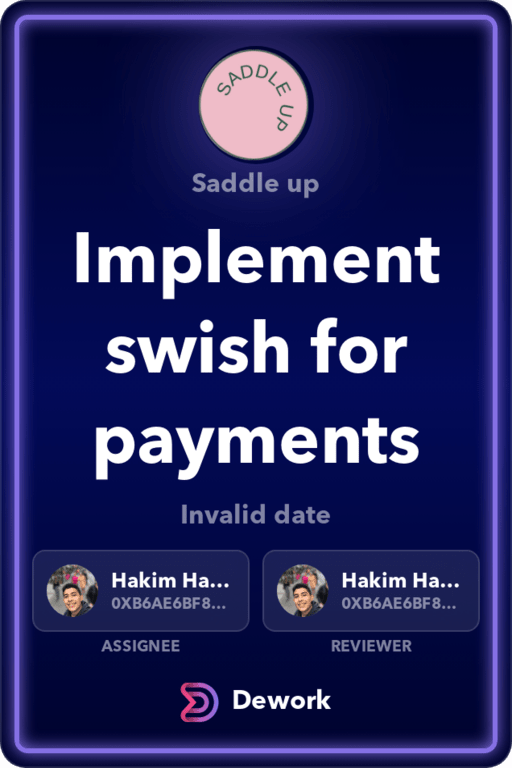 SADDLE UP
Saddle up
Implement
swish for
payments
Invalid date
Hakim Ha...
0XB6AE6BF8...
Hakim Ha...
0XB6AE6BF8...
ASSIGNEE
REVIEWER
Dework